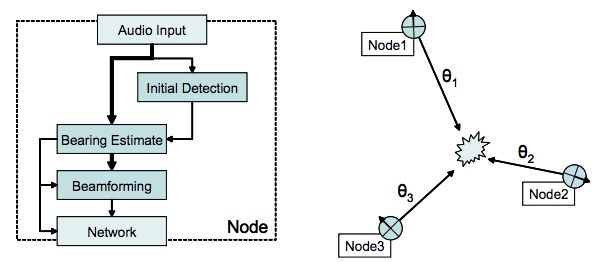 Audio Input
Initial Detection
Bearing Estimate
Beamforming
Network
Node
Node1
θ1
θ2
Node2
θ3
Node3